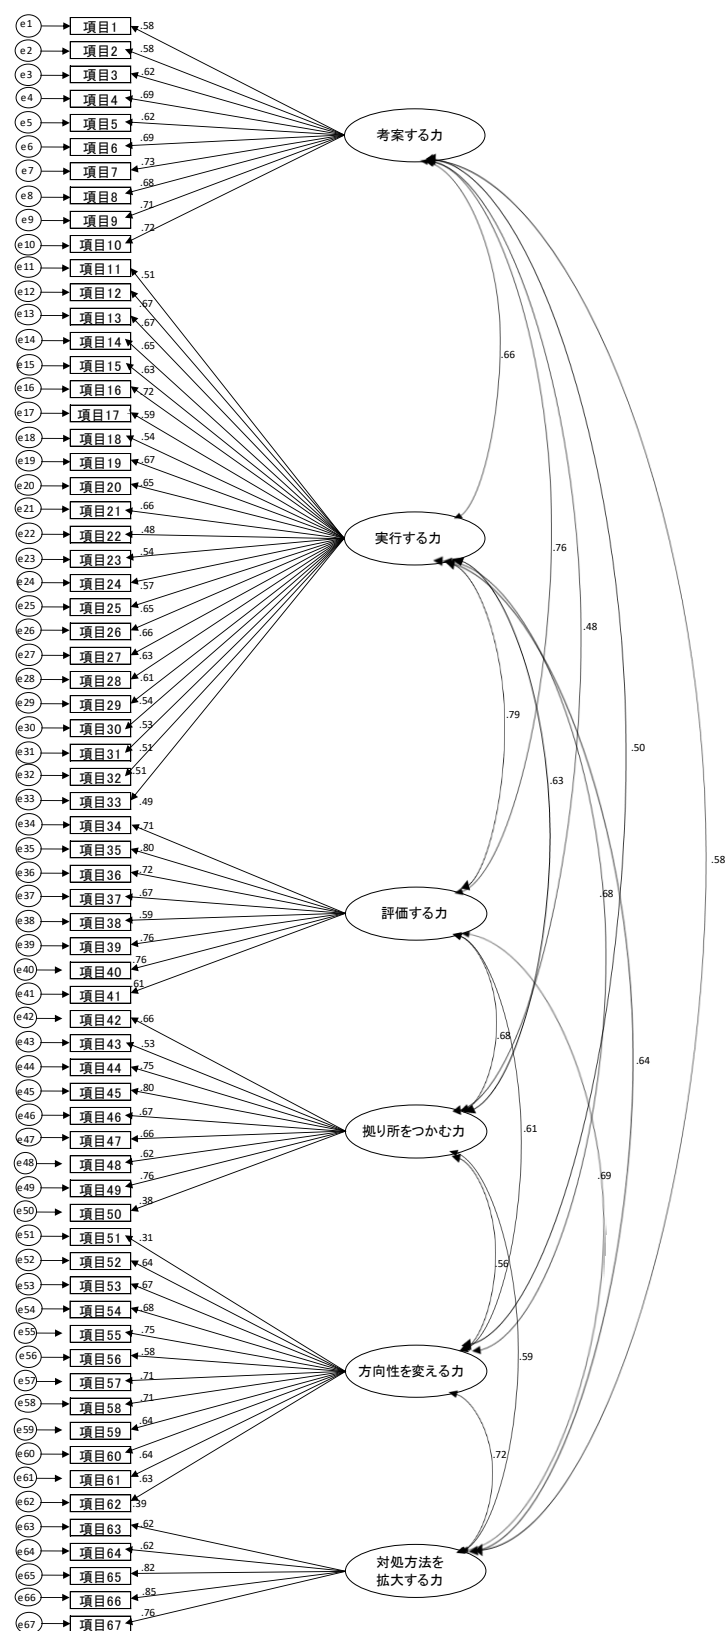 e1 項目1 .58
e2 項目2 .58
e3 項目3 .62
e4 項目4 .69
e5 項目5 .62
e6 項目6 .69
e7 項目7 .73
e8 項目8 .68
e9 項目9 .71
e10 項目10 .72
考案する力
e11 項目11 .51
e12 項目12 .67
e13 項目13 .67
e14 項目14 .65
e15 項目15 .63
e16 項目16 .72
e17 項目17 .59
e18 項目18 .54
e19 項目19 .67
e20 項目20 .65
e21 項目21 .66
e22 項目22 .48
e23 項目23 .54
e24 項目24 .57
e25 項目25 .65
e26 項目26 .66
e27 項目27 .63
e28 項目28 .61
e29 項目29 .54
e30 項目30 .53
e31 項目31 .51
e32 項目32 .51
e33 項目33 .49
実行する力
e34 項目34 .71
e35 項目35 .80
e36 項目36 .72
e37 項目37 .67
e38 項目38 .59
e39 項目39 .76
e40 項目40 .76
e41 項目41 .61
評価する力
e42 項目42 .66
e43 項目43 .53
e44 項目44 .75
e45 項目45 .80
e46 項目46 .67
e47 項目47 .66
e48 項目48 .62
e49 項目49 .76
e50 項目50 .38
拠り所をつかむ力
e51 項目51 .31
e52 項目52 .64
e53 項目53 .67
e54 項目54 .68
e55 項目55 .75
e56 項目56 .58
e57 項目57 .71
e58 項目58 .71
e59 項目59 .64
e60 項目60 .64
e61 項目61 .63
e62 項目62 .39
方向性を変える力
e63 項目63 .62
e64 項目64 .62
e65 項目65 .82
e66 項目66 .85
e67 項目67 .76
対処方法を
拡大する力
.66
.76
.48
.50
.58
.79
.63
.68
.64
.68
.61
.69
.56
.59
.72